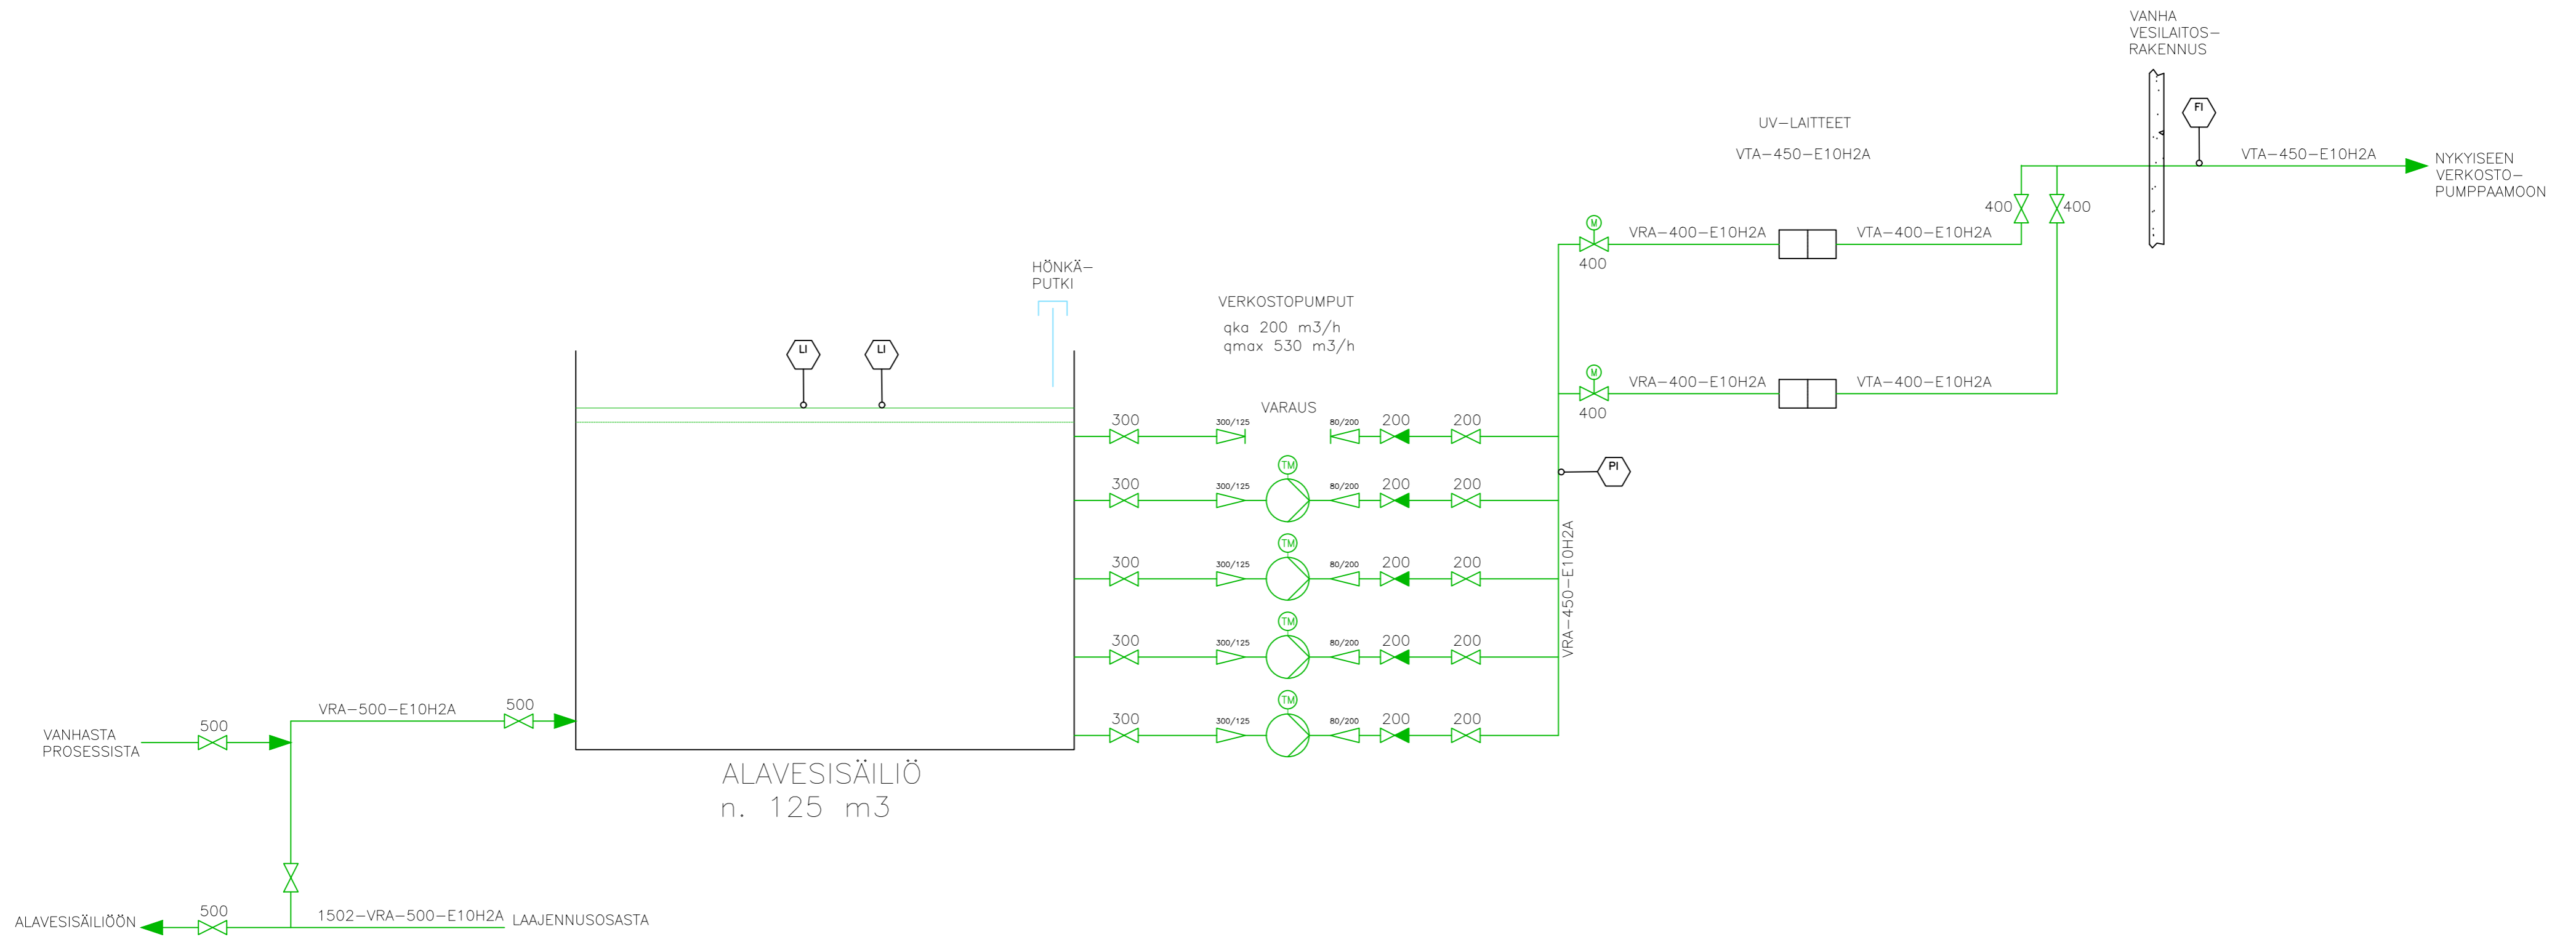 VANHA
VESILAITOS-
RAKENNUS
FI
UV-LAITTEET
VTA-450-E10H2A
VTA-450-E10H2A
NYKYISEEN
VERKOSTO-
PUMPPAAMOON
400
400
M
VRA-400-E10H2A
VTA-400-E10H2A
400
HÖNKÄ-
PUTKI
VERKOSTOPUMPUT
qka 200 m3/h
qmax 530 m3/h
LI
LI
M
VRA-400-E10H2A
VTA-400-E10H2A
400
VARAUS
300
300/125
80/200
200
200
PI
TM
300
300/125
80/200
200
200
TM
300
300/125
80/200
200
200
VRA-450-E10H2A
TM
300
300/125
80/200
200
200
TM
300
300/125
80/200
200
200
VRA-500-E10H2A
500
500
VANHASTA
PROSESSISTA
ALAVESISÄILIÖ
n. 125 m3
500
ALAVESISÄILIÖÖN
1502-VRA-500-E10H2A
LAAJENNUSOSASTA